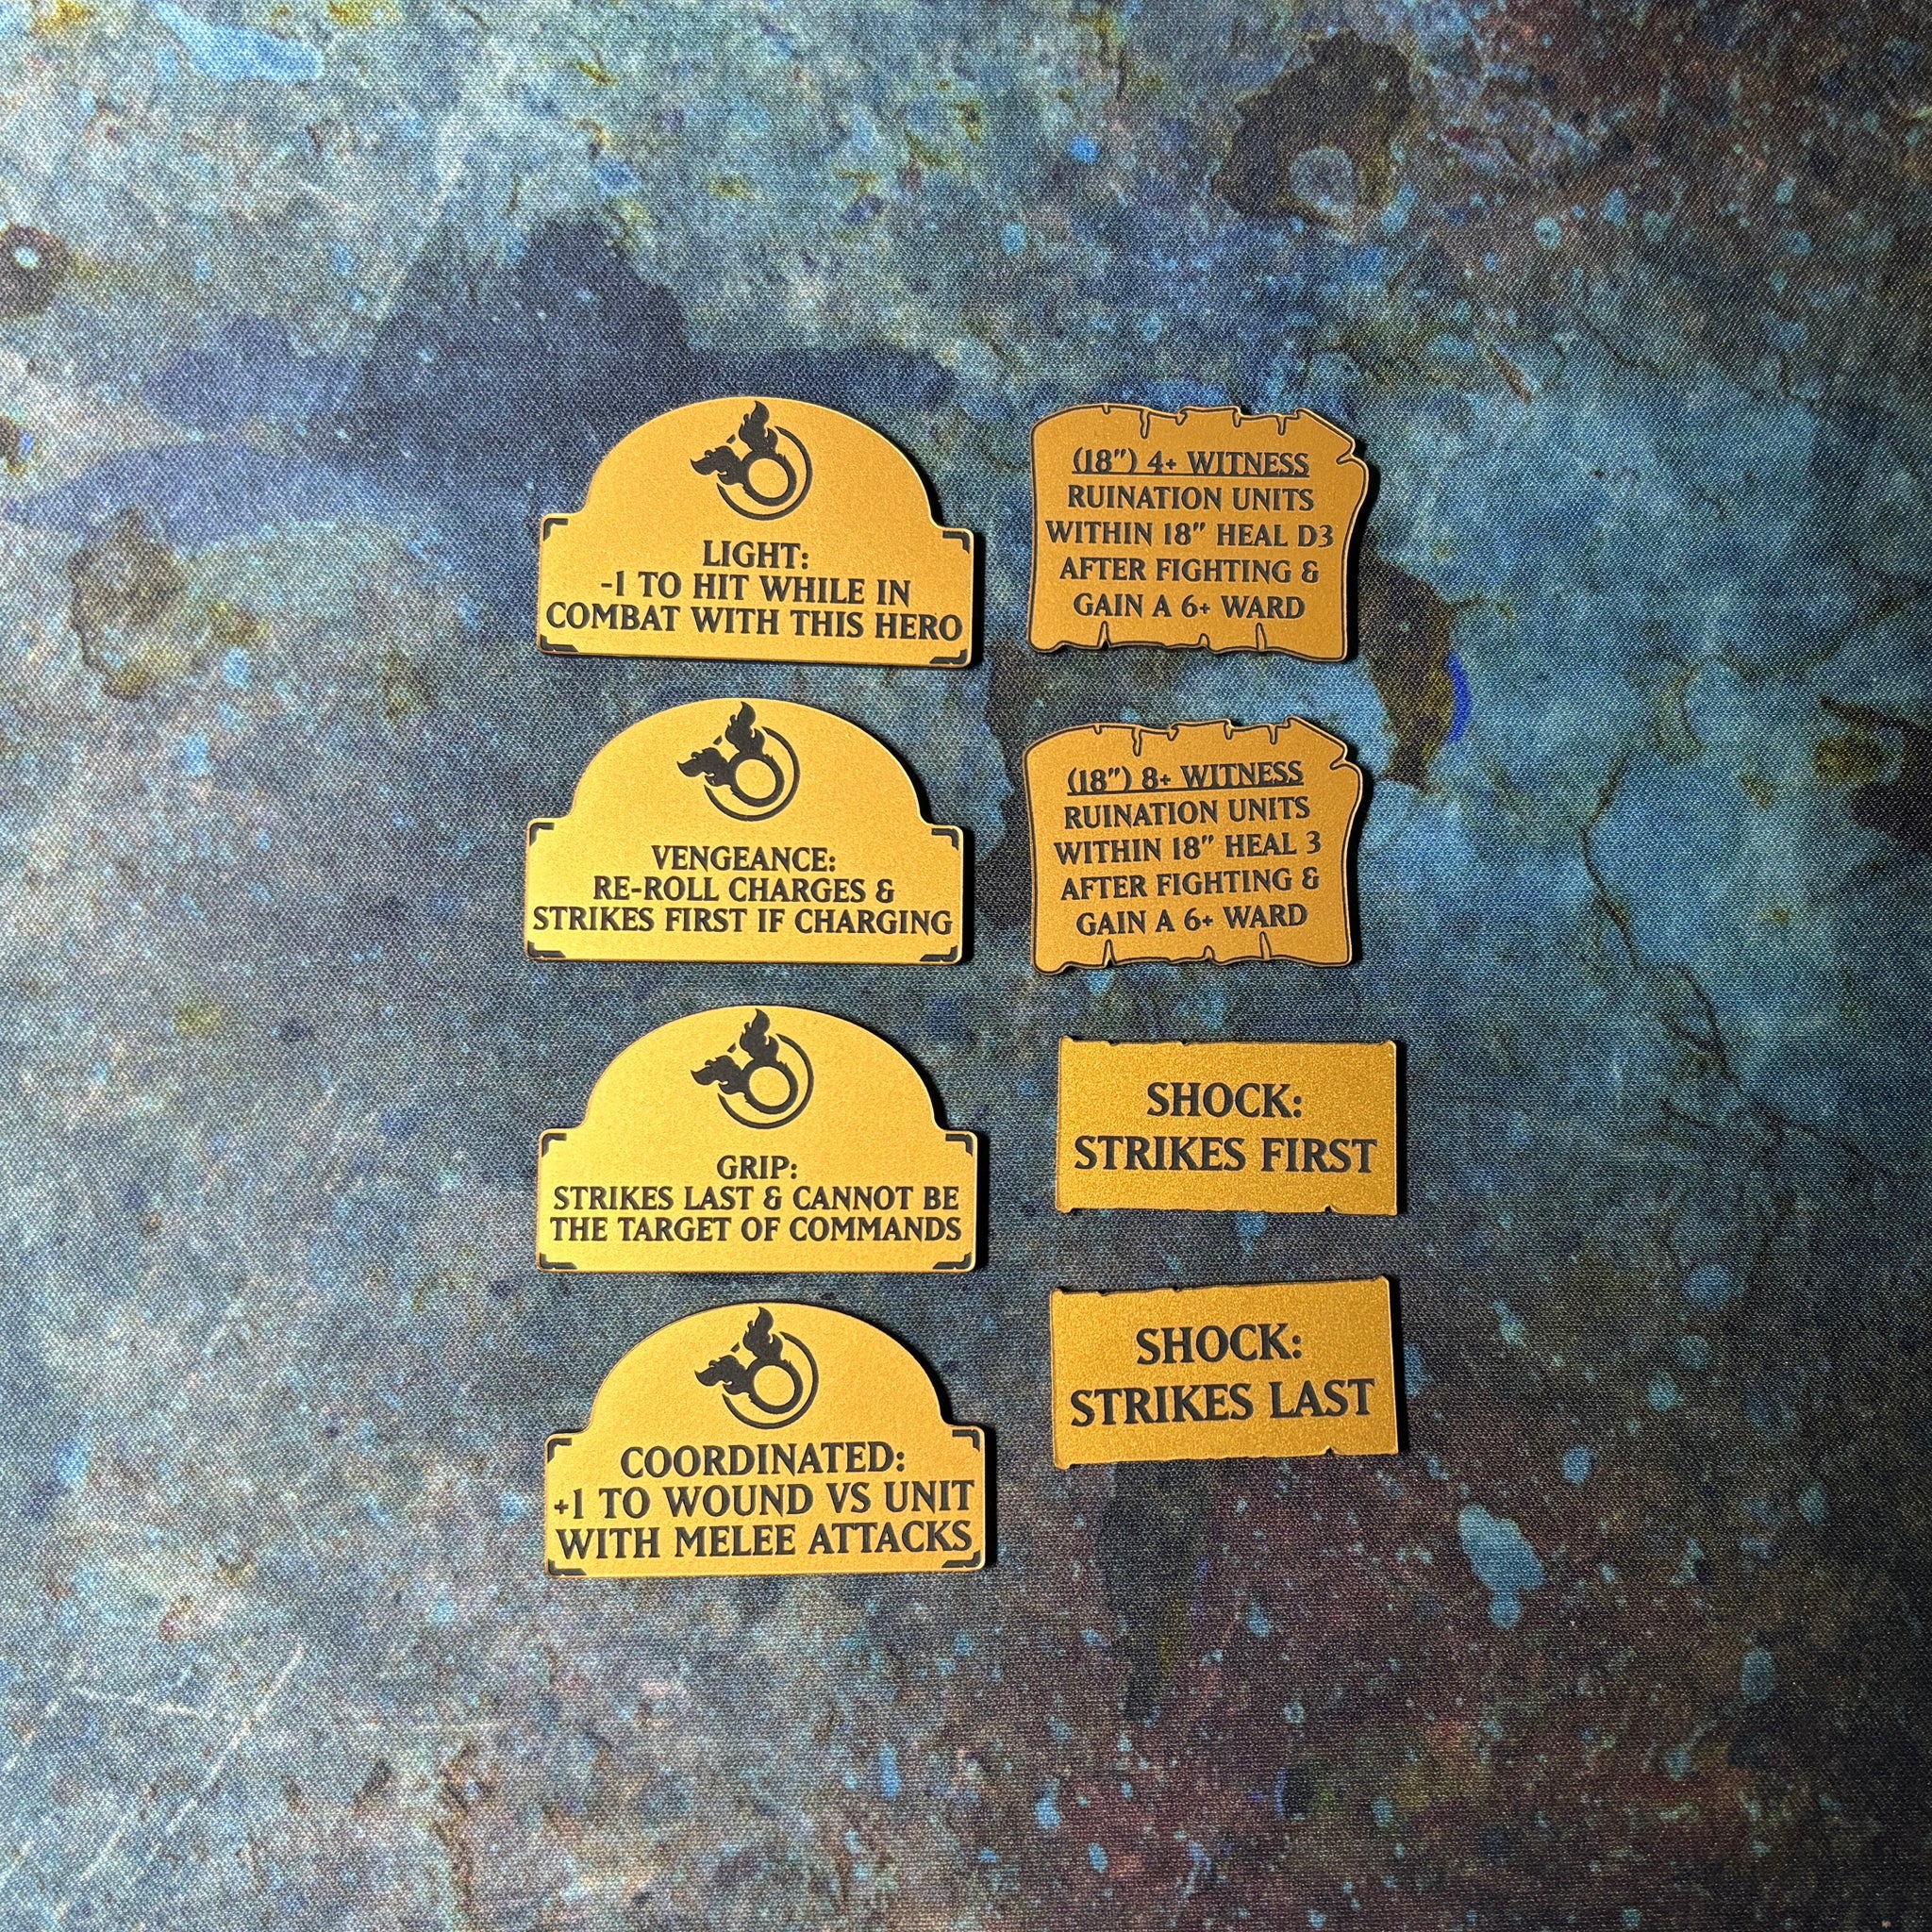 LIGHT:
-1 TO HIT WHILE IN
COMBAT WITH THIS HERO
VENGEANCE:
RE-ROLL CHARGES &
STRIKES FIRST IF CHARGING
GRIP:
STRIKES LAST & CANNOT BE
THE TARGET OF COMMANDS
COORDINATED:
+1 TO WOUND VS UNIT
WITH MELEE ATTACKS
(18") 4+ WITNESS
RUINATION UNITS
WITHIN 18" HEAL D3
AFTER FIGHTING &
GAIN A 6+ WARD
(18") 8+ WITNESS
RUINATION UNITS
WITHIN 18" HEAL 3
AFTER FIGHTING &
GAIN A 6+ WARD
SHOCK:
STRIKES FIRST
SHOCK:
STRIKES LAST